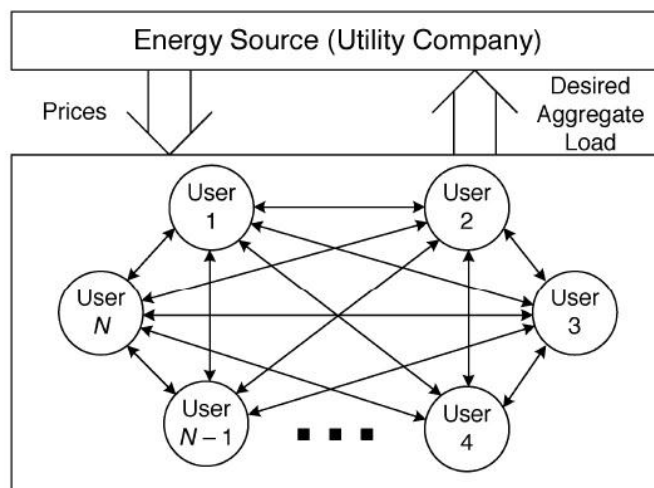 Energy Source (Utility Company)
Prices
Desired
Aggregate
Load
User
1
User
2
User
N
User
3
User
N – 1
User
4